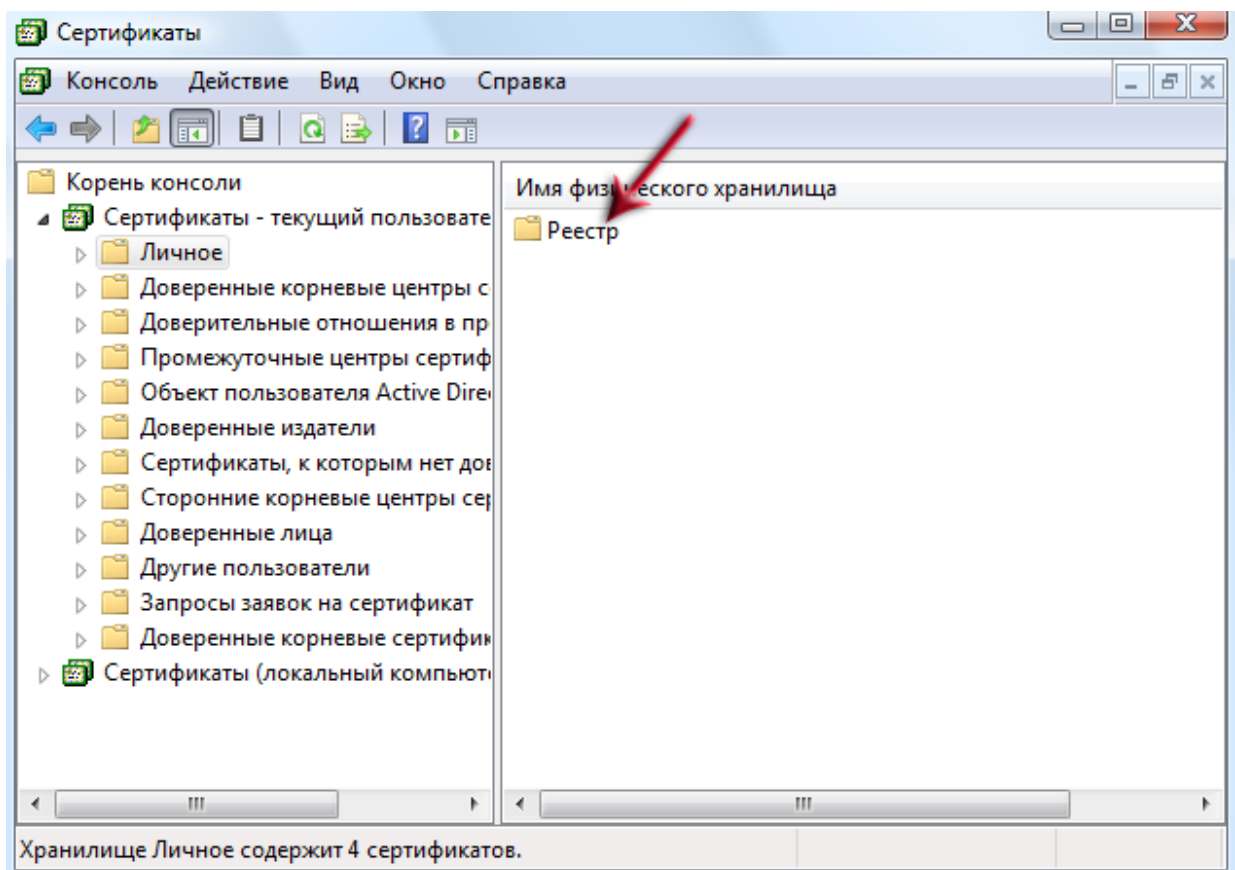 Сертификаты
Консоль Действие Вид Окно Справка
Корень консоли
Сертификаты - текущий пользовате
Личное
Доверенные корневые центры с
Доверительные отношения в пр
Промежуточные центры сертиф
Объект пользователя Active Dire
Доверенные издатели
Сертификаты, к которым нет дов
Сторонние корневые центры сер
Доверенные лица
Другие пользователи
Запросы заявок на сертификат
Доверенные корневые сертифик
Сертификаты (локальный компьют
Имя физического хранилища
Реестр
Хранилище Личное содержит 4 сертификатов.